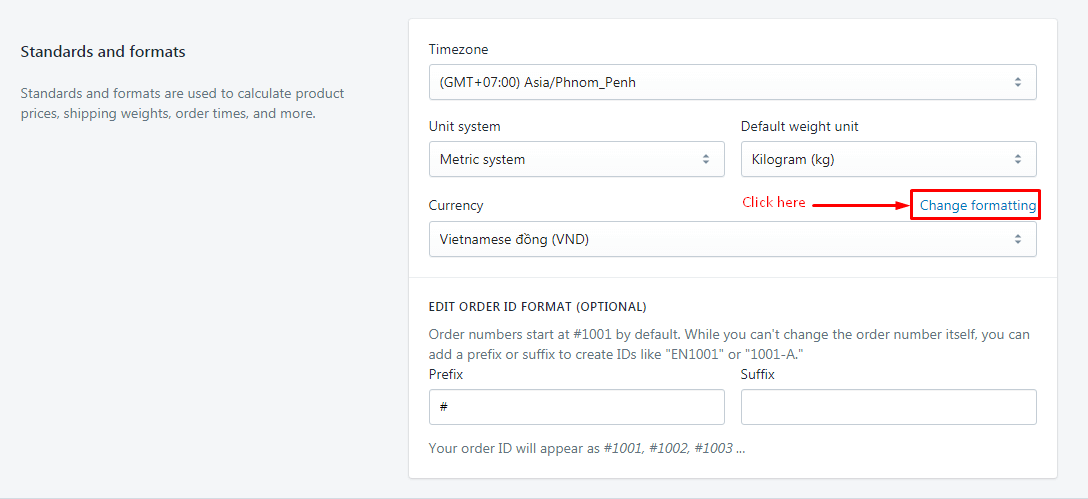 Standards and formats
Standards and formats are used to calculate product
prices, shipping weights, order times, and more.
Timezone
(GMT+07:00) Asia/Phnom_Penh
Unit system
Default weight unit
Metric system
Kilogram (kg)
Currency
Click here
Change formatting
Vietnamese đồng (VND)
EDIT ORDER ID FORMAT (OPTIONAL)
Order numbers start at #1001 by default. While you can't change the order number itself, you can
add a prefix or suffix to create IDs like "EN1001" or "1001-A."
Prefix
Suffix
#
Your order ID will appear as #1001, #1002, #1003 ...